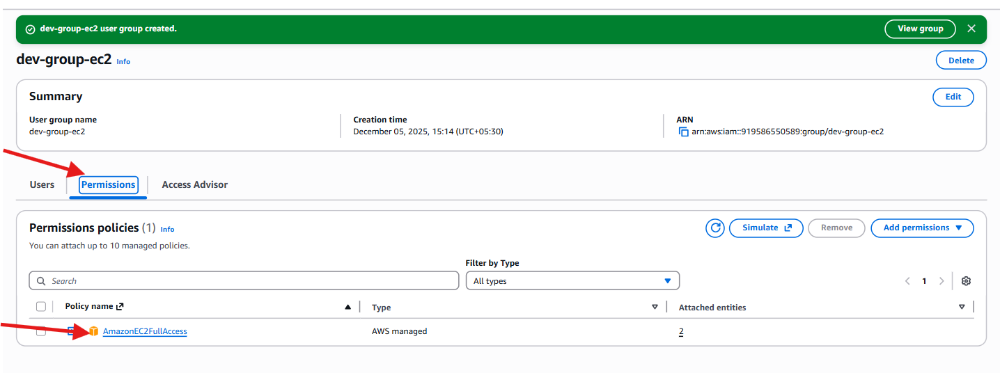 dev-group-ec2 user group created.
View group
dev-group-ec2 Info
Delete
Summary
Edit
User group name
dev-group-ec2
Creation time
December 05, 2025, 15:14 (UTC+05:30)
ARN
arn:aws:iam::919586550589:group/dev-group-ec2
Users
Permissions
Access Advisor
Permissions policies (1) Info
Simulate
Remove
Add permissions
You can attach up to 10 managed policies.
Filter by Type
Search
All types
1
Policy name
Type
Attached entities
AmazonEC2FullAccess
AWS managed
2